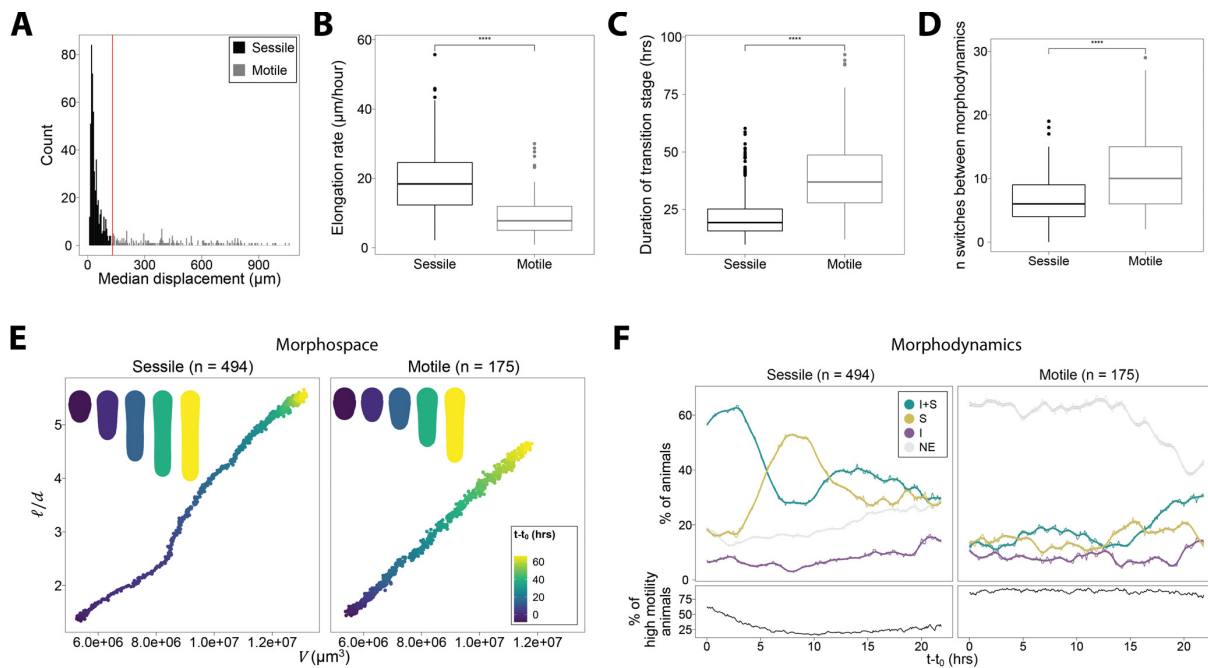 A
Sessile
Motile
Count
80
60
40
20
0
0
300
600
900
Median displacement (µm)
B
****
Elongation rate (µm/hour)
60
40
20
0
Sessile
Motile
C
****
Duration of transition stage (hrs)
100
75
50
25
Sessile
Motile
D
****
n switches between morphodynamics
30
20
10
0
Sessile
Motile
E
Morphospace
Sessile (n = 494)
Motile (n = 175)
ℓ/d
5
4
3
2
t-t₀ (hrs)
60
40
20
0
6.0e+06
8.0e+06
1.0e+07
1.2e+07
6.0e+06
8.0e+06
1.0e+07
1.2e+07
V (µm³)
F
Morphodynamics
Sessile (n = 494)
Motile (n = 175)
I+S
S
I
NE
% of animals
60
40
20
0
% of
high motility
animals
75
50
25
0
5
10
15
20
0
5
10
15
20
t-t₀ (hrs)